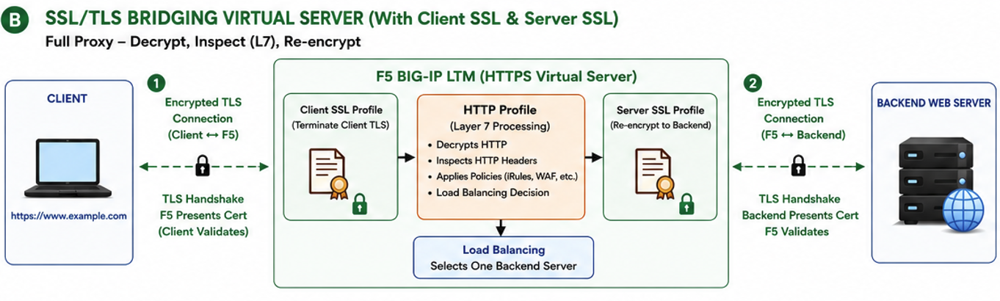 B
SSL/TLS BRIDGING VIRTUAL SERVER (With Client SSL & Server SSL)
Full Proxy – Decrypt, Inspect (L7), Re-encrypt
CLIENT
https://www.example.com
1
Encrypted TLS
Connection
(Client ↔ F5)
TLS Handshake
F5 Presents Cert
(Client Validates)
F5 BIG-IP LTM (HTTPS Virtual Server)
Client SSL Profile
(Terminate Client TLS)
HTTP Profile
(Layer 7 Processing)
• Decrypts HTTP
• Inspects HTTP Headers
• Applies Policies (iRules, WAF, etc.)
• Load Balancing Decision
Server SSL Profile
(Re-encrypt to Backend)
Load Balancing
Selects One Backend Server
2
Encrypted TLS
Connection
(F5 ↔ Backend)
TLS Handshake
Backend Presents Cert
F5 Validates
BACKEND WEB SERVER